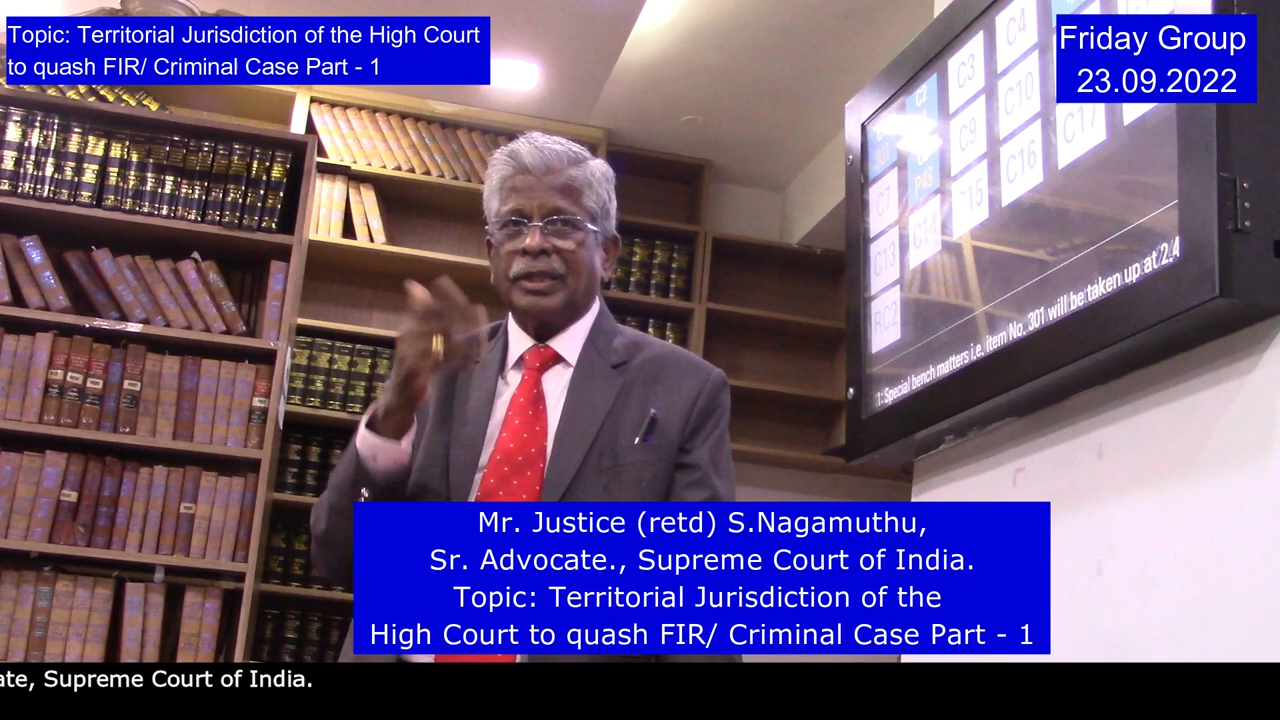 Topic: Territorial Jurisdiction of the High Court
to quash FIR/ Criminal Case Part - 1
Friday Group
23.09.2022
C2
C3
C4
C9
C10
C7
P48
C17
C13
C14
C15
C16
RC2
1: Special bench matters i.e. item No. 301 will be taken up at 2.4
Mr. Justice (retd) S.Nagamuthu,
Sr. Advocate., Supreme Court of India.
Topic: Territorial Jurisdiction of the
High Court to quash FIR/ Criminal Case Part - 1
ate, Supreme Court of India.